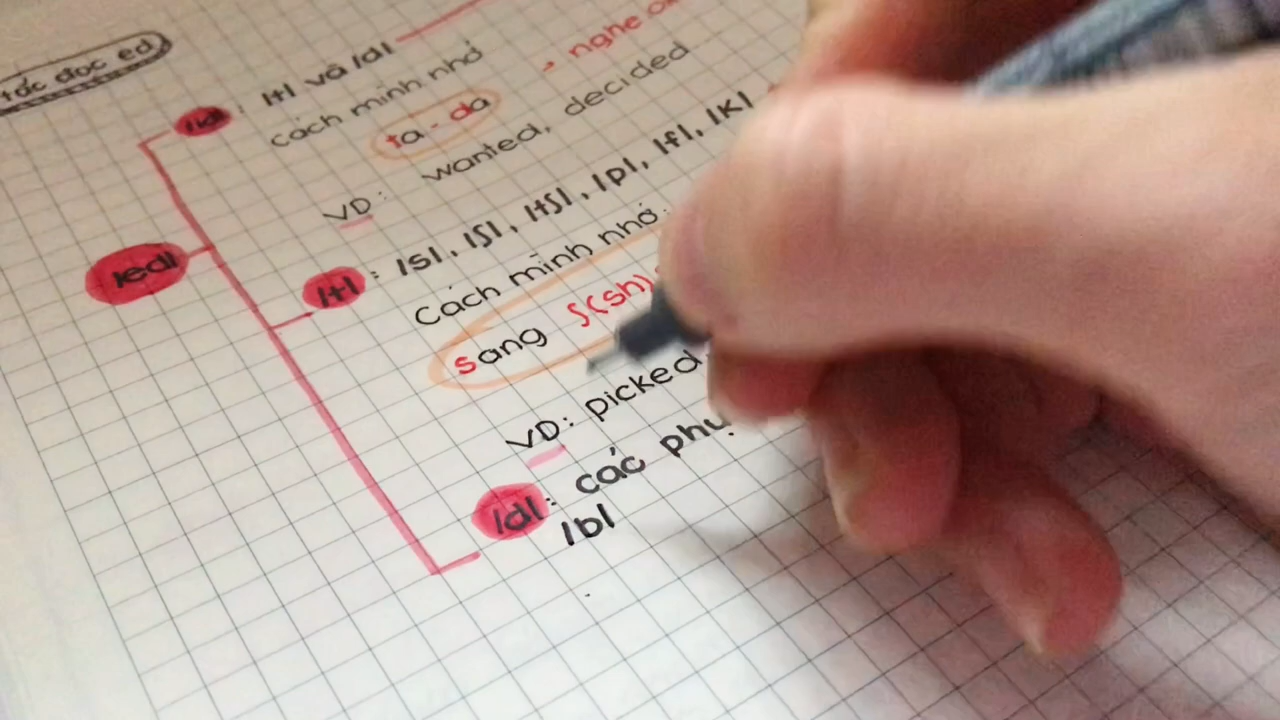 tắc đọc ed
/ɪd/: /t/ và /d/
cách mình nhớ → nghe
ta - da
VD: wanted, decided
/ed/
/t/: /s/, /ʃ/, /tʃ/, /p/, /f/, /k/
Cách mình nhớ:
sang ʃ(sh)
VD: picked
/d/: các phụ
/b/